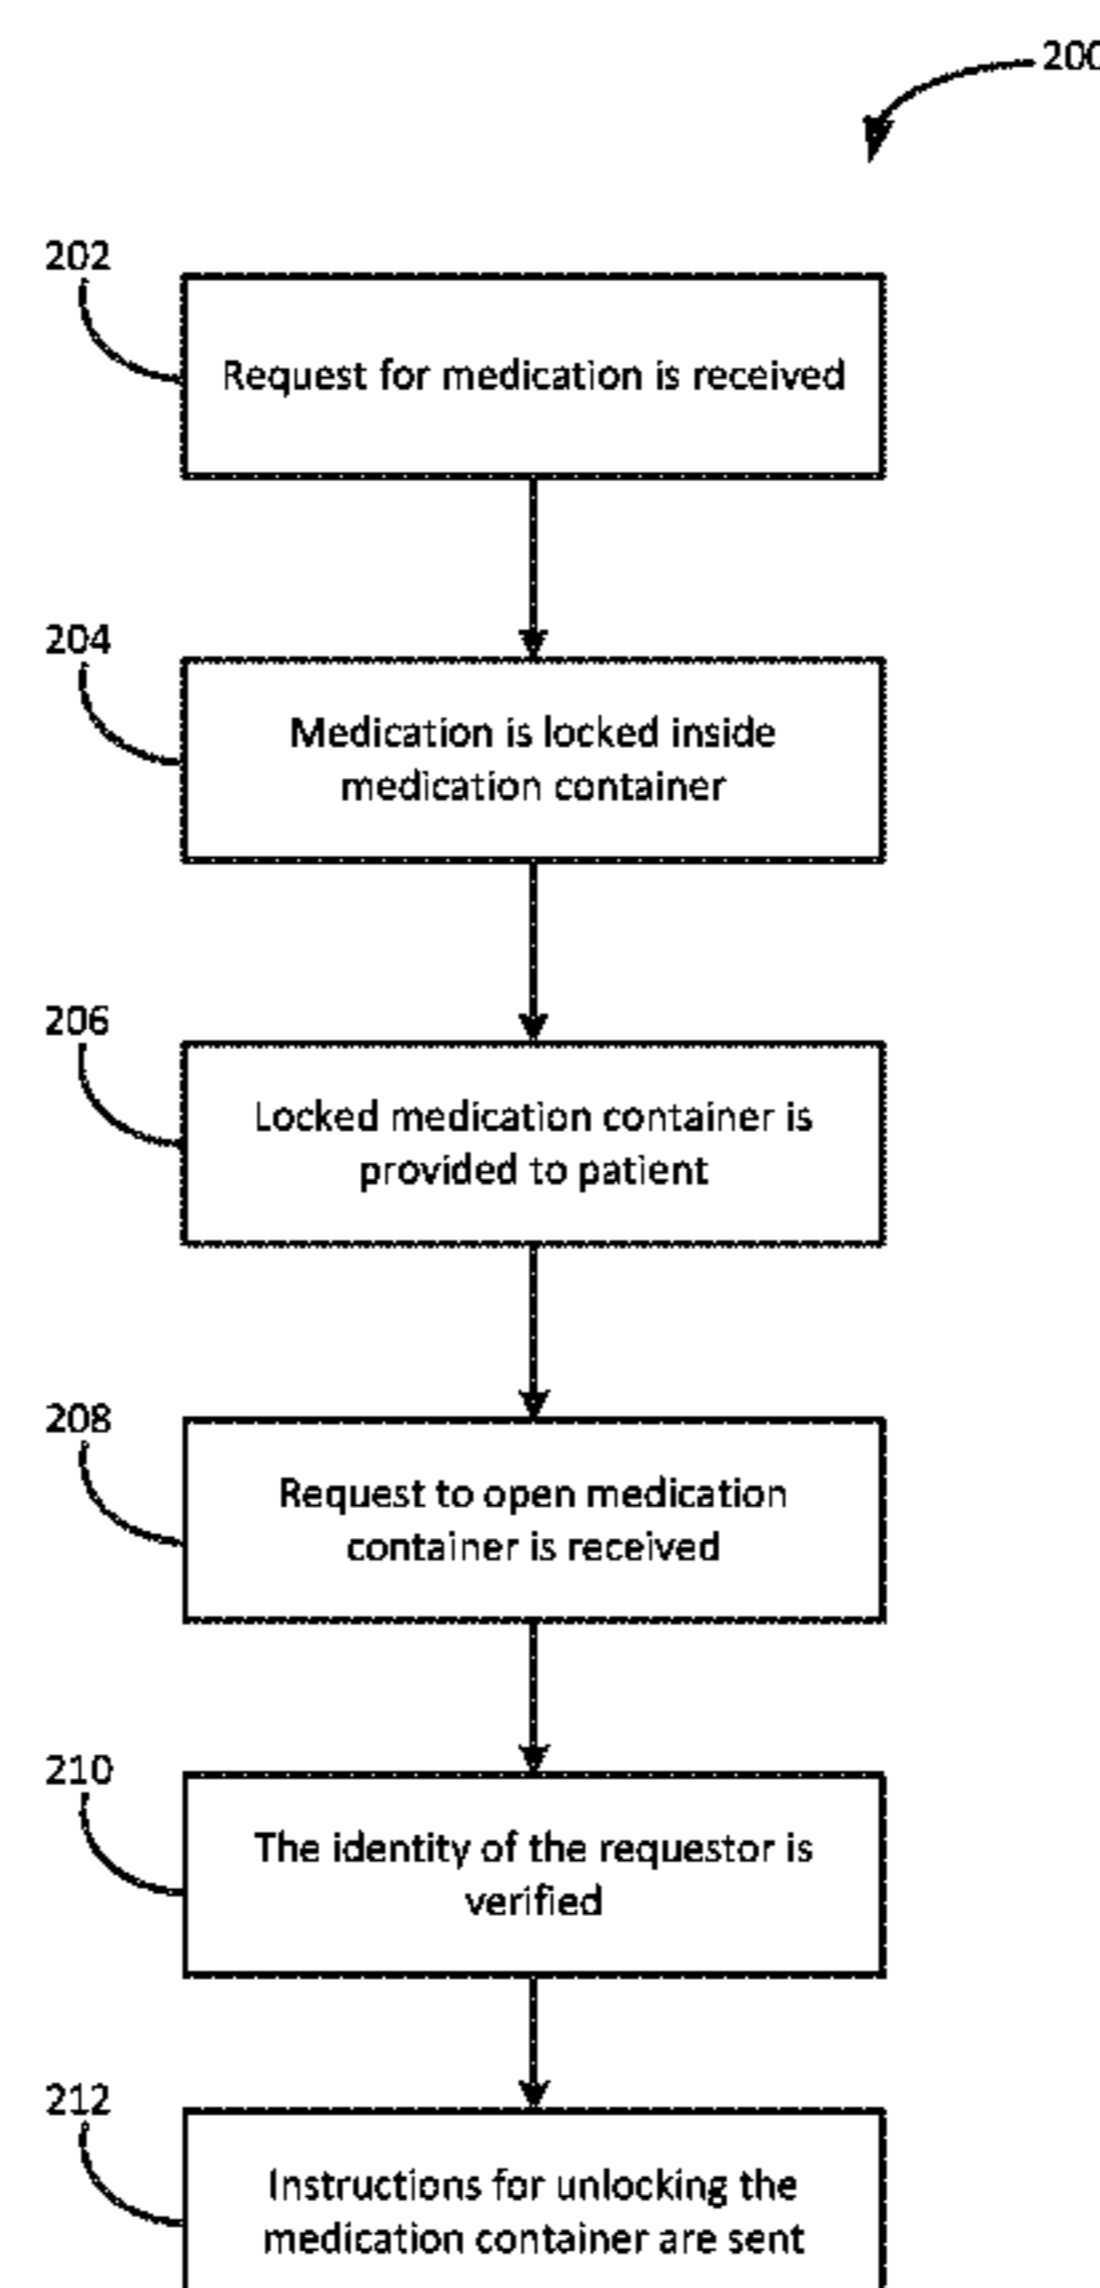 200
202
Request for medication is received
204
Medication is locked inside
medication container
206
Locked medication container is
provided to patient
208
Request to open medication
container is received
210
The identity of the requestor is
verified
212
Instructions for unlocking the
medication container are sent